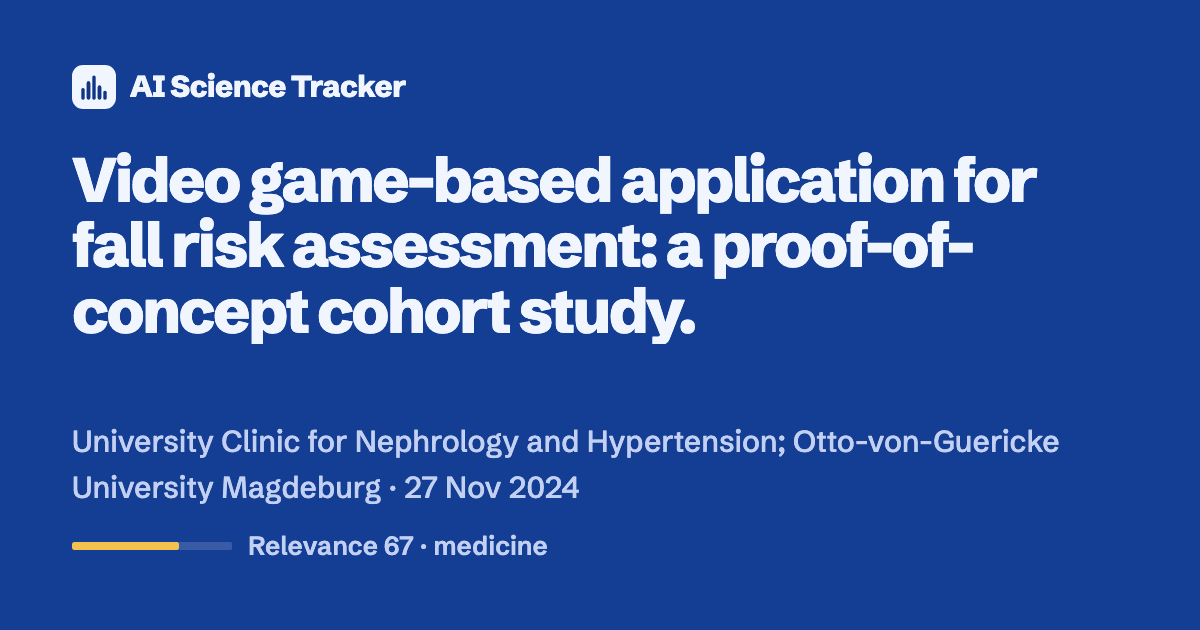 AI Science Tracker
Video game-based application for
fall risk assessment: a proof-of-
concept cohort study.
University Clinic for Nephrology and Hypertension; Otto-von-Guericke
University Magdeburg · 27 Nov 2024
Relevance 67 · medicine